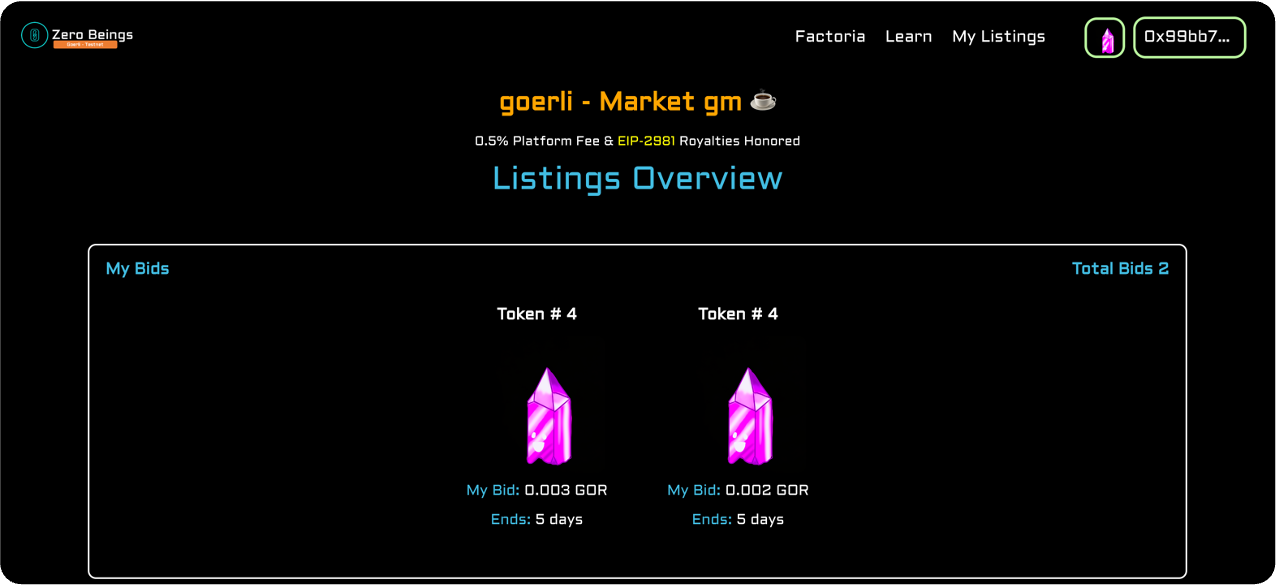 Zero Beings
Goerli - Testnet
Factoria Learn My Listings 0x99bb7...
goerli - Market gm ☕
0.5% Platform Fee & EIP-2981 Royalties Honored
Listings Overview
My Bids Total Bids 2
Token # 4 Token # 4
My Bid: 0.003 GOR My Bid: 0.002 GOR
Ends: 5 days Ends: 5 days